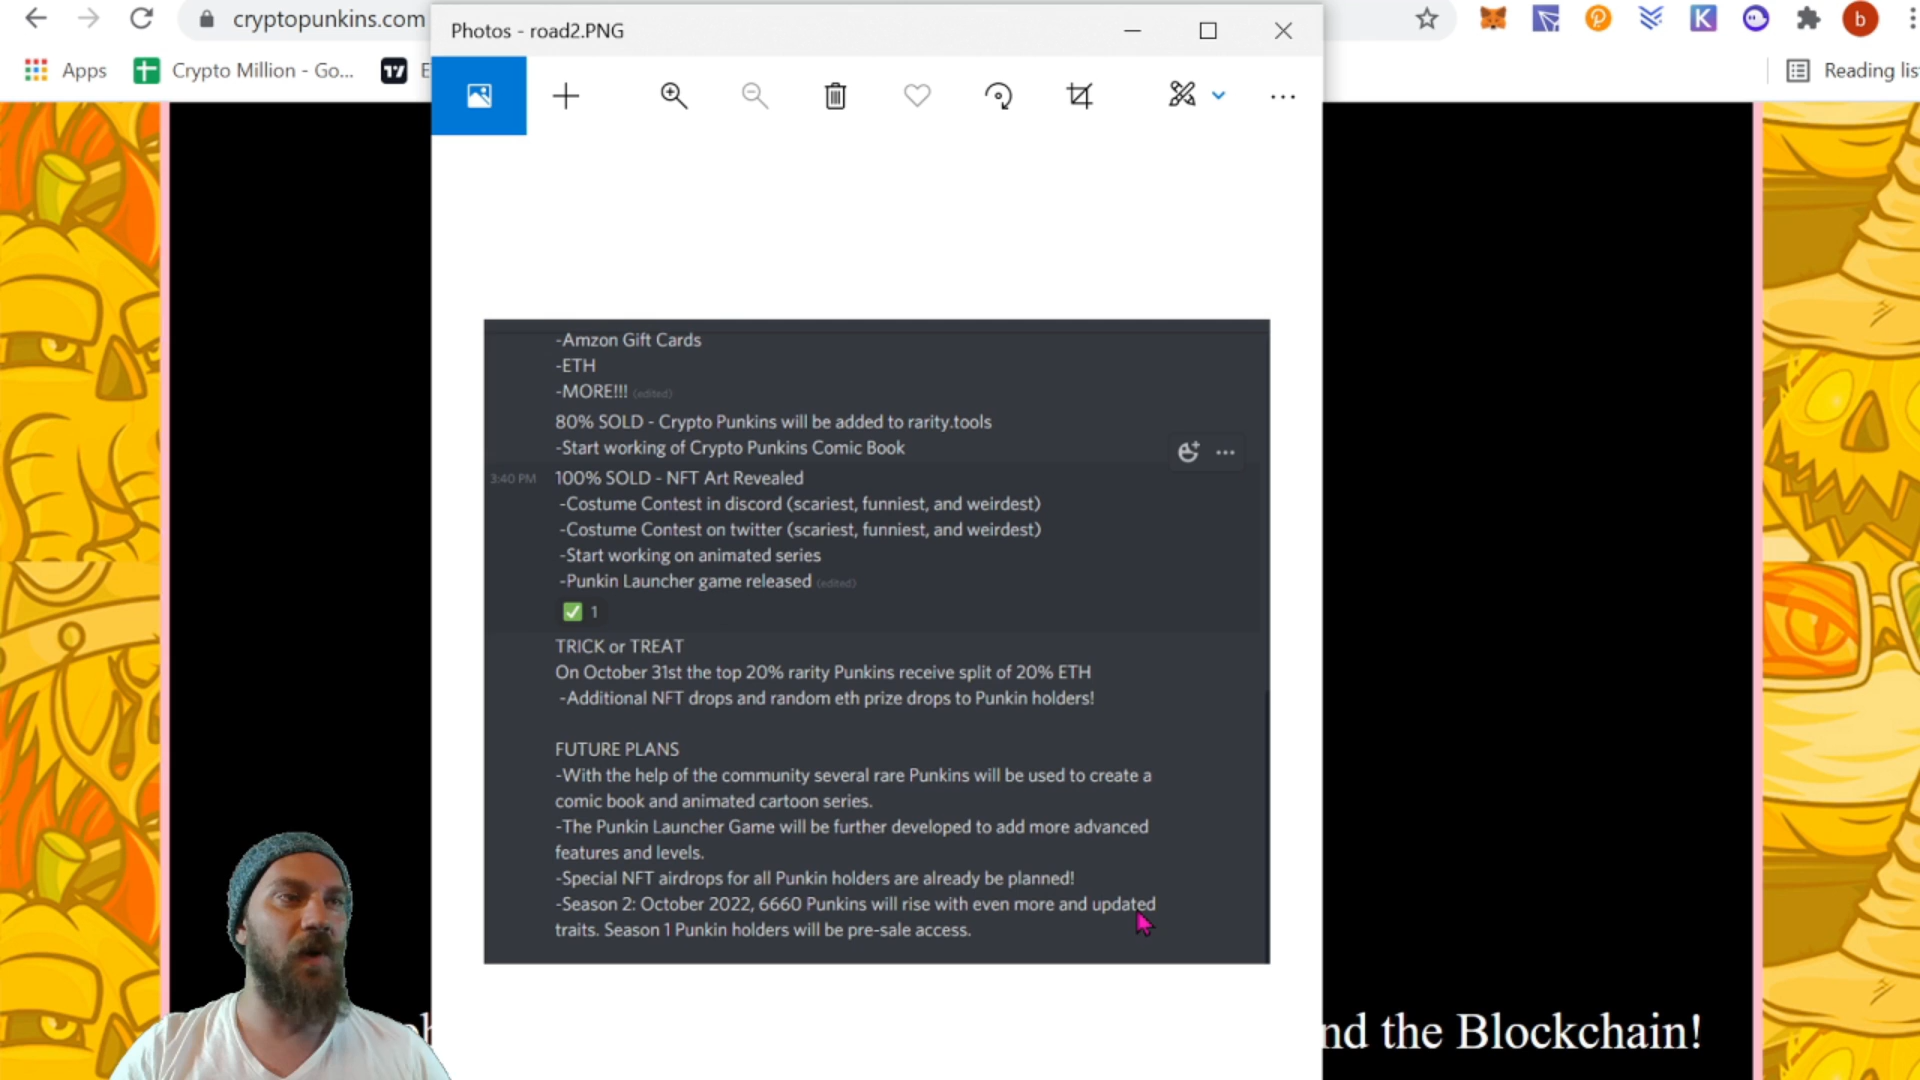 cryptopunkins.com
Photos - road2.PNG
b
Apps
Crypto Million - Go...
Reading lis
-Amzon Gift Cards
-ETH
-MORE!!! (edited)
80% SOLD - Crypto Punkins will be added to rarity.tools
-Start working of Crypto Punkins Comic Book
3:40 PM 100% SOLD - NFT Art Revealed
-Costume Contest in discord (scariest, funniest, and weirdest)
-Costume Contest on twitter (scariest, funniest, and weirdest)
-Start working on animated series
-Punkin Launcher game released (edited)
1
TRICK or TREAT
On October 31st the top 20% rarity Punkins receive split of 20% ETH
-Additional NFT drops and random eth prize drops to Punkin holders!
FUTURE PLANS
-With the help of the community several rare Punkins will be used to create a
comic book and animated cartoon series.
-The Punkin Launcher Game will be further developed to add more advanced
features and levels.
-Special NFT airdrops for all Punkin holders are already be planned!
-Season 2: October 2022, 6660 Punkins will rise with even more and updated
traits. Season 1 Punkin holders will be pre-sale access.
nd the Blockchain!